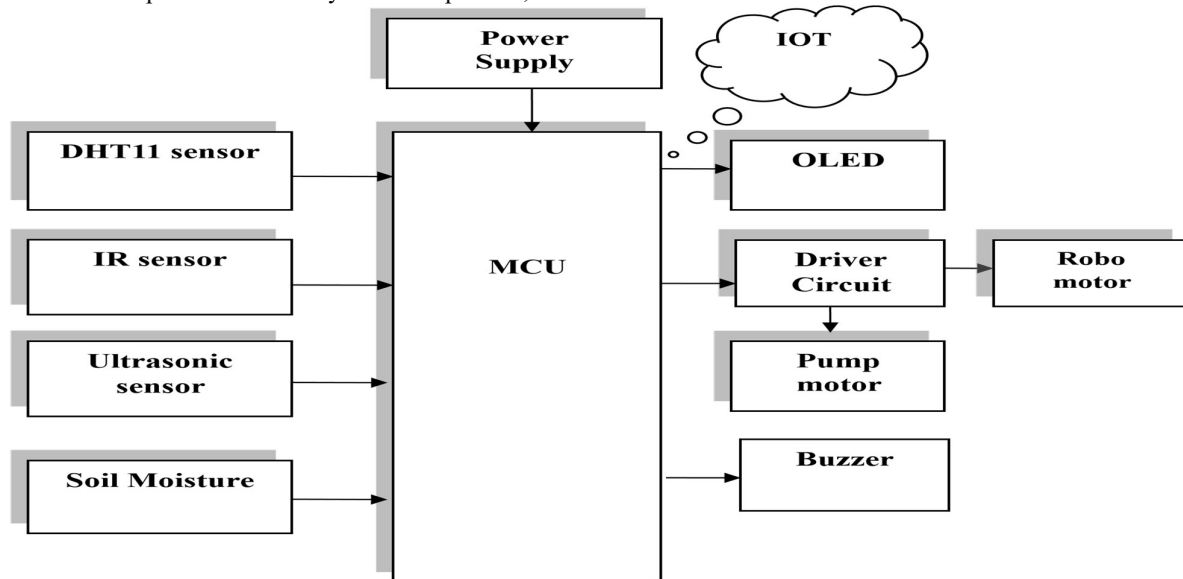 Power
Supply
IOT
DHT11 sensor
OLED
IR sensor
MCU
Driver
Circuit
Robo
motor
Ultrasonic
sensor
Pump
motor
Soil Moisture
Buzzer